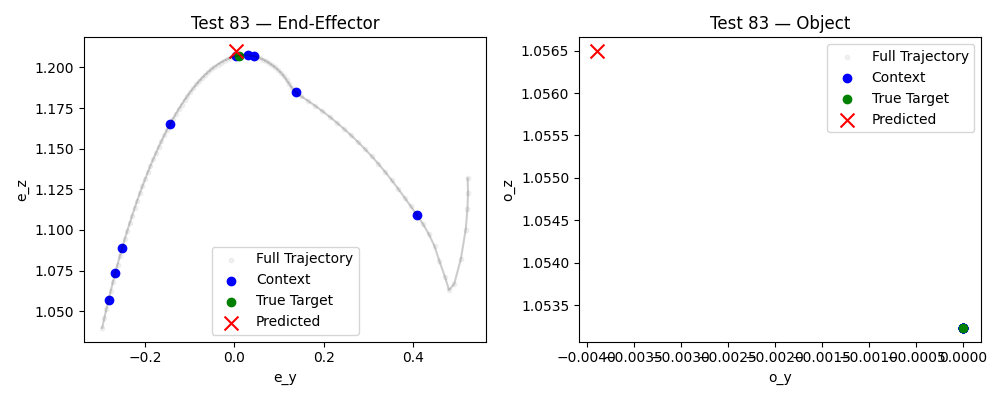 Test 83 — End-Effector
e_z
1.200
1.175
1.150
1.125
1.100
1.075
1.050
Full Trajectory
Context
True Target
Predicted
−0.2
0.0
0.2
0.4
e_y
Test 83 — Object
o_z
1.0565
1.0560
1.0555
1.0550
1.0545
1.0540
1.0535
Full Trajectory
Context
True Target
Predicted
−0.0040
−0.0035
−0.0030
−0.0025
−0.0020
−0.0015
−0.0010
−0.0005
0.0000
o_y